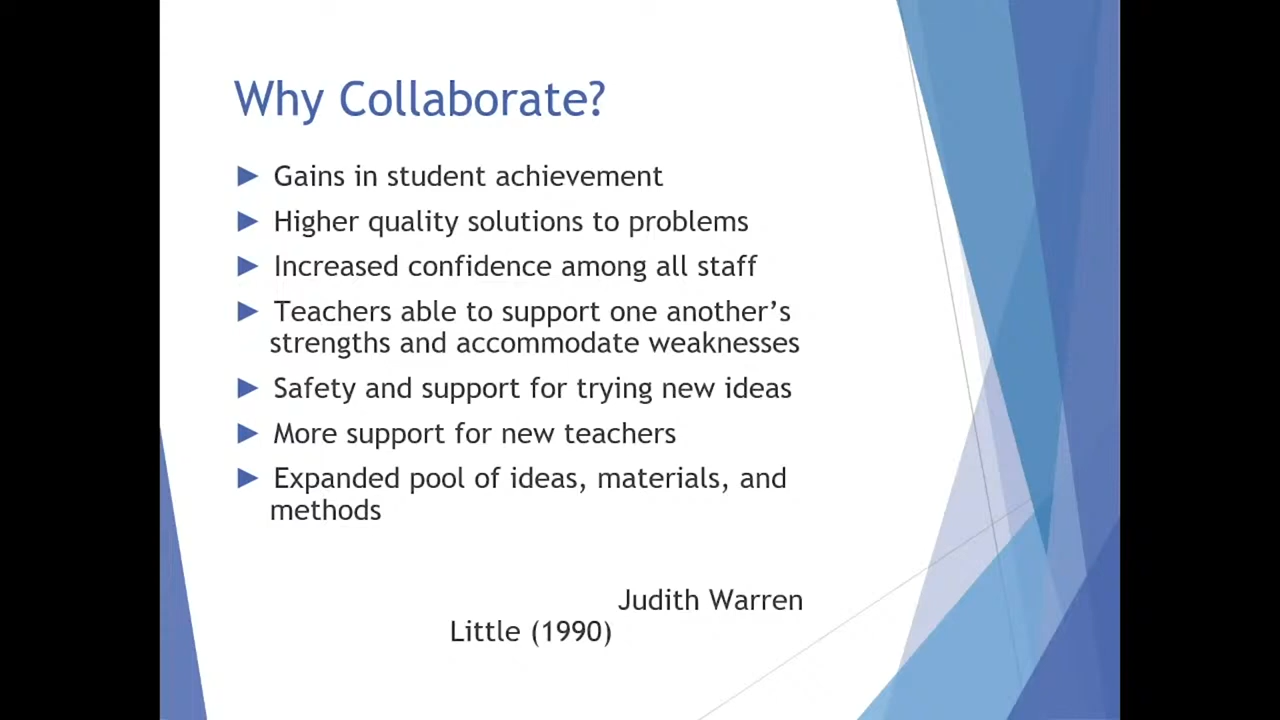 Why Collaborate?
Gains in student achievement
Higher quality solutions to problems
Increased confidence among all staff
Teachers able to support one another’s
strengths and accommodate weaknesses
Safety and support for trying new ideas
More support for new teachers
Expanded pool of ideas, materials, and
methods
Judith Warren
Little (1990)